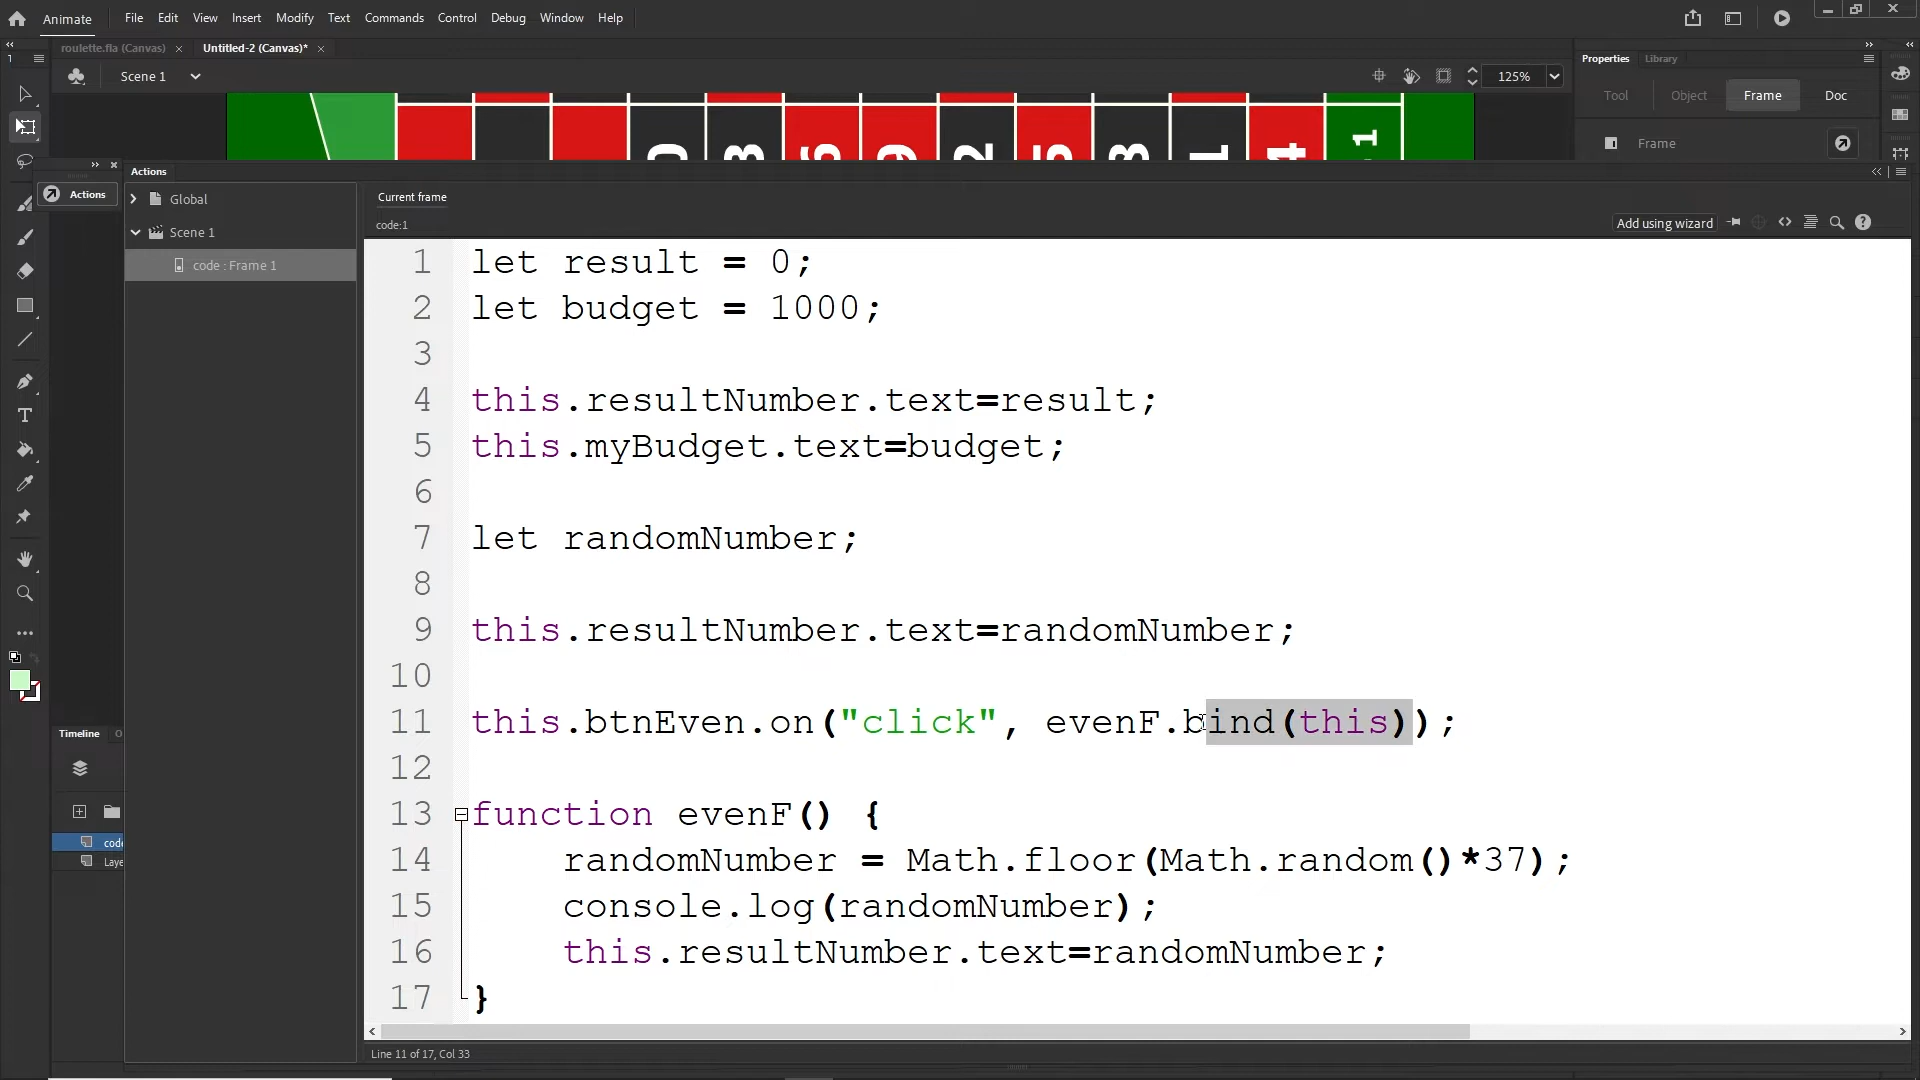 Animate
File Edit View Insert Modify Text Commands Control Debug Window Help
roulette.fla (Canvas) × Untitled-2 (Canvas)* ×
Scene 1
125%
Properties Library
Tool Object Frame Doc
Frame
Actions
Actions
Global
Scene 1
code : Frame 1
Current frame
code:1
Add using wizard
1 let result = 0;
2 let budget = 1000;
3
4 this.resultNumber.text=result;
5 this.myBudget.text=budget;
6
7 let randomNumber;
8
9 this.resultNumber.text=randomNumber;
10
11 this.btnEven.on("click", evenF.bind(this));
12
13 function evenF() {
14 randomNumber = Math.floor(Math.random()*37);
15 console.log(randomNumber);
16 this.resultNumber.text=randomNumber;
17 }
Timeline
code
Laye
Line 11 of 17, Col 33